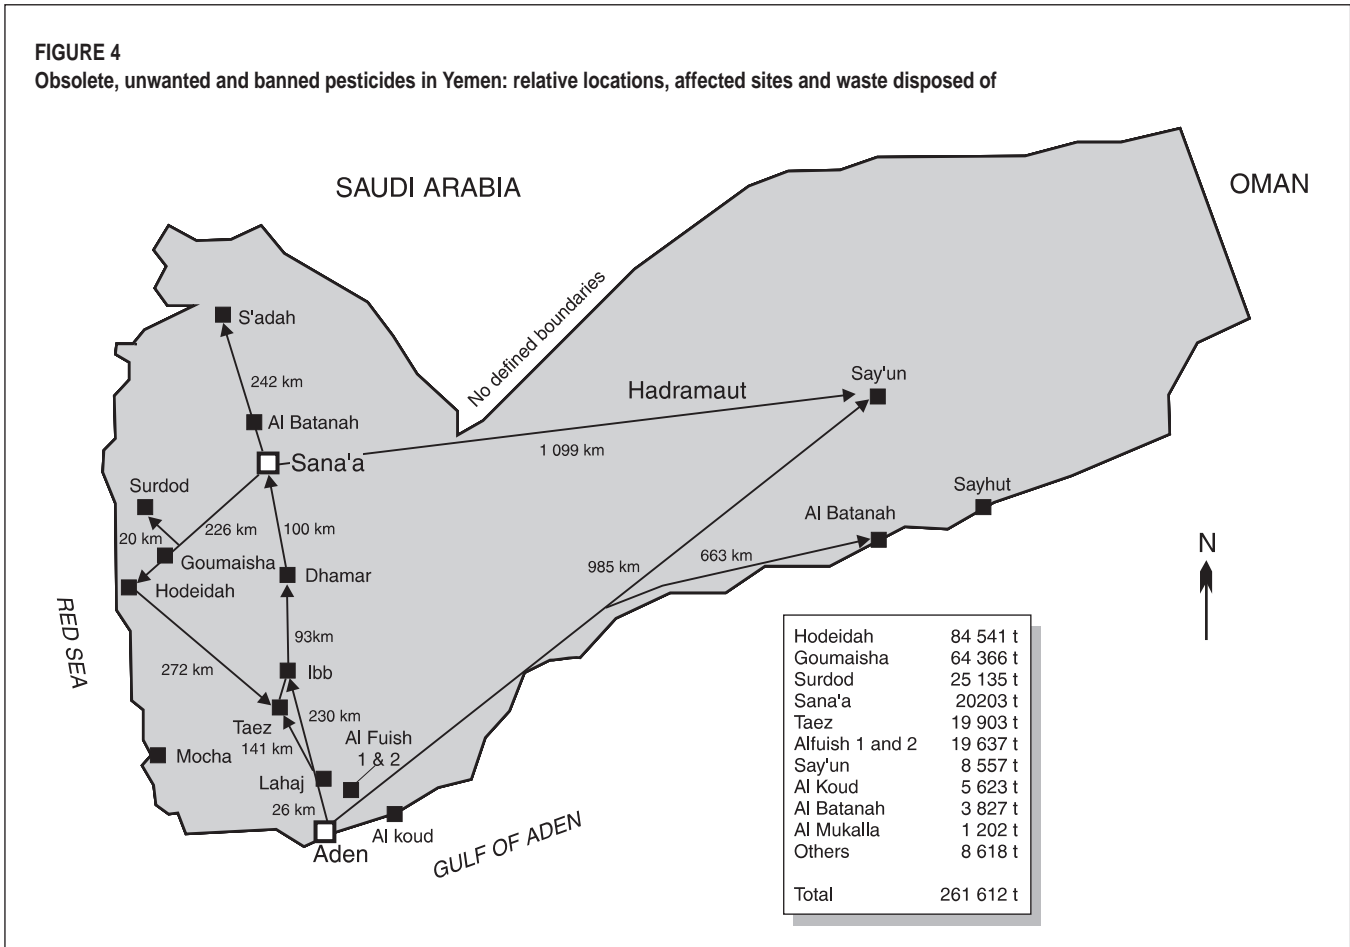 FIGURE 4
Obsolete, unwanted and banned pesticides in Yemen: relative locations, affected sites and waste disposed of
SAUDI ARABIA
OMAN
No defined boundaries
S'adah
242 km
Al Batanah
Sana'a
Hadramaut
Say'un
1 099 km
Surdod
226 km
100 km
20 km
Goumaisha
Hodeidah
Dhamar
Sayhut
Al Batanah
663 km
985 km
N
RED SEA
93km
272 km
Ibb
230 km
Taez
141 km
Al Fuish
1 & 2
Mocha
Lahaj
26 km
Al koud
Aden
GULF OF ADEN
Hodeidah 84 541 t
Goumaisha 64 366 t
Surdod 25 135 t
Sana'a 20203 t
Taez 19 903 t
Alfuish 1 and 2 19 637 t
Say'un 8 557 t
Al Koud 5 623 t
Al Batanah 3 827 t
Al Mukalla 1 202 t
Others 8 618 t
Total 261 612 t